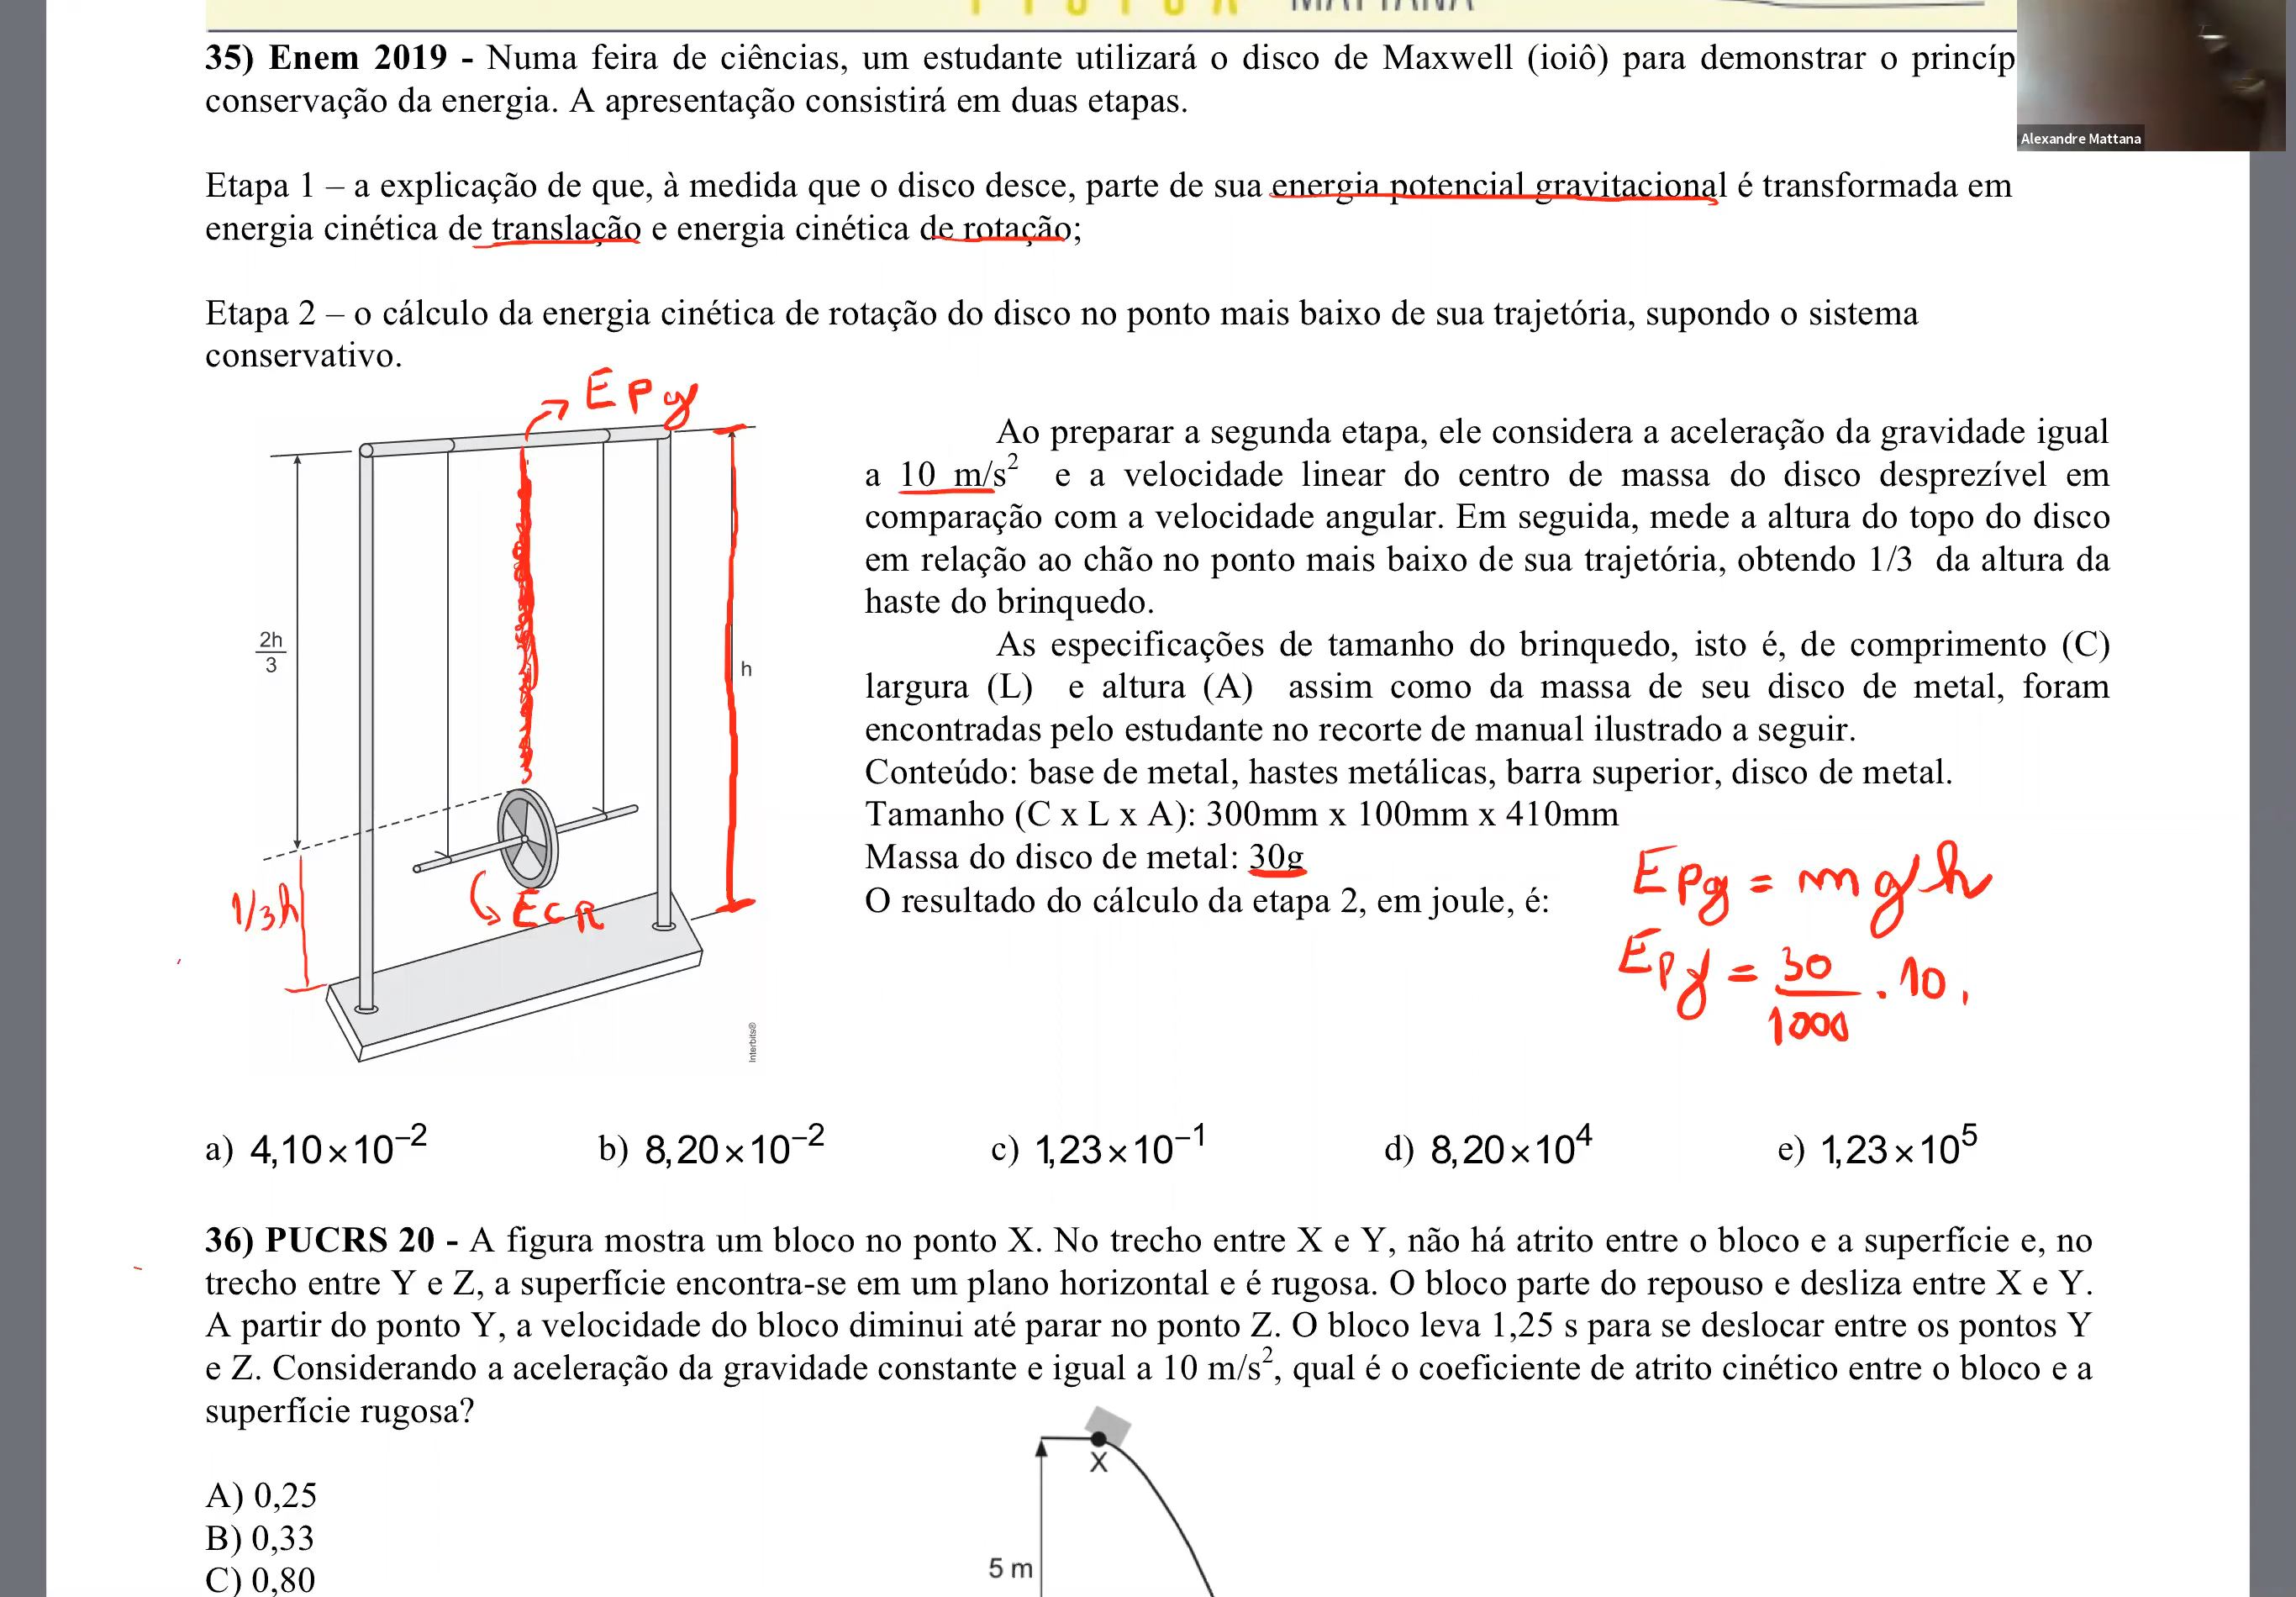 35) Enem 2019 - Numa feira de ciências, um estudante utilizará o disco de Maxwell (ioiô) para demonstrar o princíp
conservação da energia. A apresentação consistirá em duas etapas.
Alexandre Mattana
Etapa 1 – a explicação de que, à medida que o disco desce, parte de sua energia potencial gravitacional é transformada em
energia cinética de translação e energia cinética de rotação;
Etapa 2 – o cálculo da energia cinética de rotação do disco no ponto mais baixo de sua trajetória, supondo o sistema
conservativo.
EPg
2h
3
h
1/3h
ECR
Interbits®
Ao preparar a segunda etapa, ele considera a aceleração da gravidade igual
a 10 m/s² e a velocidade linear do centro de massa do disco desprezível em
comparação com a velocidade angular. Em seguida, mede a altura do topo do disco
em relação ao chão no ponto mais baixo de sua trajetória, obtendo 1/3 da altura da
haste do brinquedo.
As especificações de tamanho do brinquedo, isto é, de comprimento (C)
largura (L) e altura (A) assim como da massa de seu disco de metal, foram
encontradas pelo estudante no recorte de manual ilustrado a seguir.
Conteúdo: base de metal, hastes metálicas, barra superior, disco de metal.
Tamanho (C x L x A): 300mm x 100mm x 410mm
Massa do disco de metal: 30g
O resultado do cálculo da etapa 2, em joule, é:
EPg = mgh
EPg = 30/1000 . 10 .
a) 4,10×10⁻² b) 8,20×10⁻² c) 1,23×10⁻¹ d) 8,20×10⁴ e) 1,23×10⁵
36) PUCRS 20 - A figura mostra um bloco no ponto X. No trecho entre X e Y, não há atrito entre o bloco e a superfície e, no
trecho entre Y e Z, a superfície encontra-se em um plano horizontal e é rugosa. O bloco parte do repouso e desliza entre X e Y.
A partir do ponto Y, a velocidade do bloco diminui até parar no ponto Z. O bloco leva 1,25 s para se deslocar entre os pontos Y
e Z. Considerando a aceleração da gravidade constante e igual a 10 m/s², qual é o coeficiente de atrito cinético entre o bloco e a
superfície rugosa?
X
A) 0,25
B) 0,33
C) 0,80
5 m